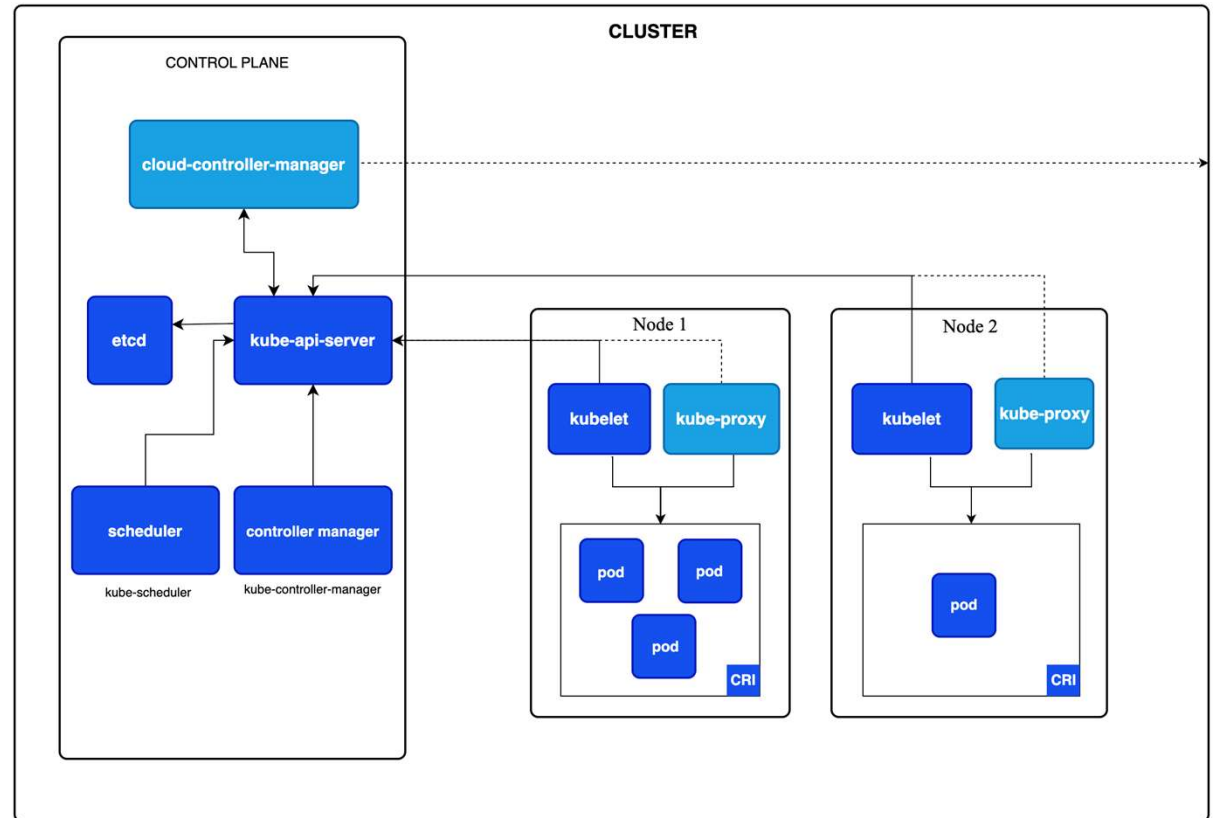 CLUSTER
CONTROL PLANE
cloud-controller-manager
etcd
kube-api-server
scheduler
kube-scheduler
controller manager
kube-controller-manager
Node 1
kubelet
kube-proxy
pod
pod
pod
CRI
Node 2
kubelet
kube-proxy
pod
CRI